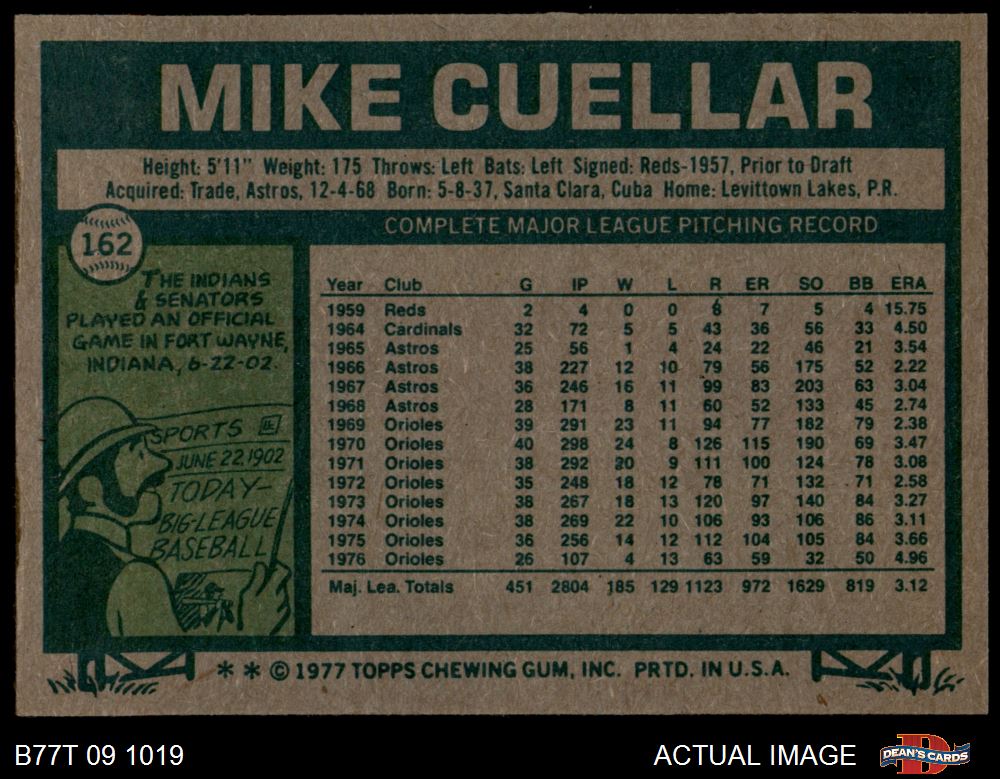 MIKE CUELLAR
Height: 5'11" Weight: 175 Throws: Left Bats: Left Signed: Reds-1957, Prior to Draft
Acquired: Trade, Astros, 12-4-68 Born: 5-8-37, Santa Clara, Cuba Home: Levittown Lakes, P.R.
COMPLETE MAJOR LEAGUE PITCHING RECORD
162
THE INDIANS
& SENATORS
PLAYED AN OFFICIAL
GAME IN FORT WAYNE,
INDIANA, 6-22-02.
SPORTS
JUNE 22, 1902
TODAY-
BIG-LEAGUE
BASEBALL
Year Club G IP W L R ER SO BB ERA
1959 Reds 2 4 0 0 6 7 5 4 15.75
1964 Cardinals 32 72 5 5 43 36 56 33 4.50
1965 Astros 25 56 1 4 24 22 46 21 3.54
1966 Astros 38 227 12 10 79 56 175 52 2.22
1967 Astros 36 246 16 11 99 83 203 63 3.04
1968 Astros 28 171 8 11 60 52 133 45 2.74
1969 Orioles 39 291 23 11 94 77 182 79 2.38
1970 Orioles 40 298 24 8 126 115 190 69 3.47
1971 Orioles 38 292 20 9 111 100 124 78 3.08
1972 Orioles 35 248 18 12 78 71 132 71 2.58
1973 Orioles 38 267 18 13 120 97 140 84 3.27
1974 Orioles 38 269 22 10 106 93 106 86 3.11
1975 Orioles 36 256 14 12 112 104 105 84 3.66
1976 Orioles 26 107 4 13 63 59 32 50 4.96
Maj. Lea. Totals 451 2804 185 129 1123 972 1629 819 3.12
* * © 1977 TOPPS CHEWING GUM, INC. PRTD. IN U.S.A.
B77T 09 1019
ACTUAL IMAGE
DEAN'S CARDS